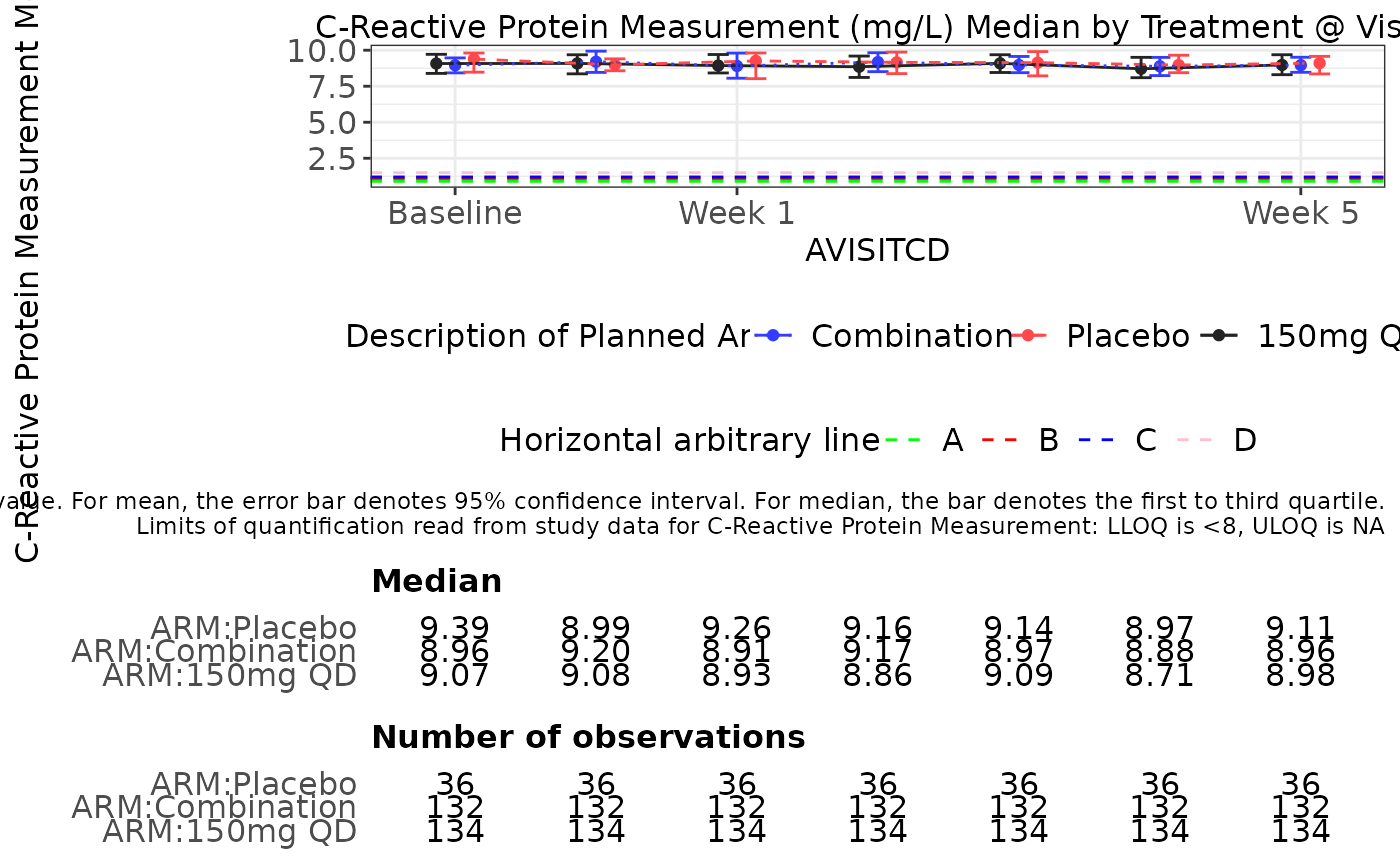 C-Reactive Protein Measurement (mg/L) Median by Treatment @ Vis
C-Reactive Protein Measurement M
10.0
7.5
5.0
2.5
Baseline Week 1 Week 5
AVISITCD
Description of Planned Ar Combination Placebo 150mg Q
Horizontal arbitrary line A B C D
For mean, the error bar denotes 95% confidence interval. For median, the bar denotes the first to third quartile.
Limits of quantification read from study data for C-Reactive Protein Measurement: LLOQ is <8, ULOQ is NA
Median
ARM:Placebo 9.39 8.99 9.26 9.16 9.14 8.97 9.11
ARM:Combination 8.96 9.20 8.91 9.17 8.97 8.88 8.96
ARM:150mg QD 9.07 9.08 8.93 8.86 9.09 8.71 8.98
Number of observations
ARM:Placebo 36 36 36 36 36 36 36
ARM:Combination 132 132 132 132 132 132 132
ARM:150mg QD 134 134 134 134 134 134 134